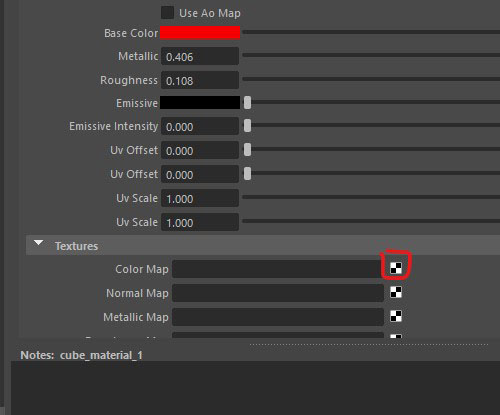 Use Ao Map
Base Color
Metallic 0.406
Roughness 0.108
Emissive
Emissive Intensity 0.000
Uv Offset 0.000
Uv Offset 0.000
Uv Scale 1.000
Uv Scale 1.000
Textures
Color Map
Normal Map
Metallic Map
Notes: cube_material_1